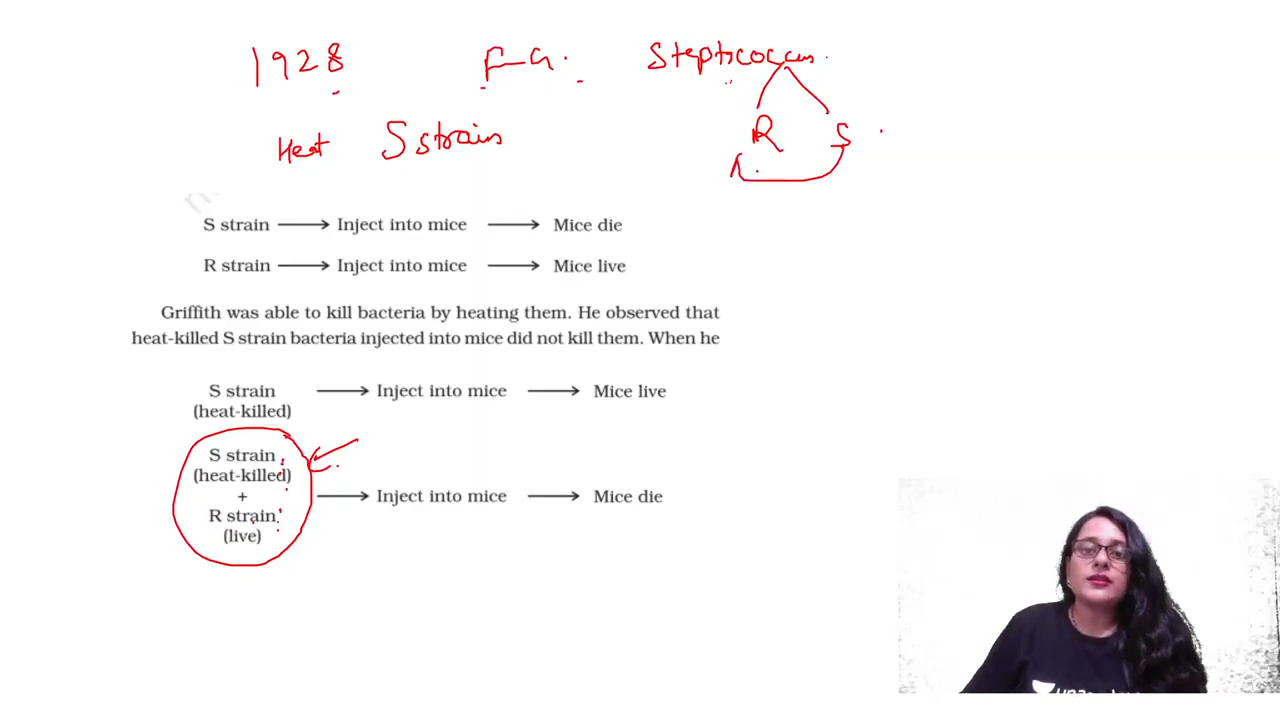 1928 F G. Steptococcus.
R S
Heat S strain
S strain → Inject into mice → Mice die
R strain → Inject into mice → Mice live
Griffith was able to kill bacteria by heating them. He observed that
heat-killed S strain bacteria injected into mice did not kill them. When he
S strain → Inject into mice → Mice live
(heat-killed)
S strain
(heat-killed)
+ → Inject into mice → Mice die
R strain
(live)